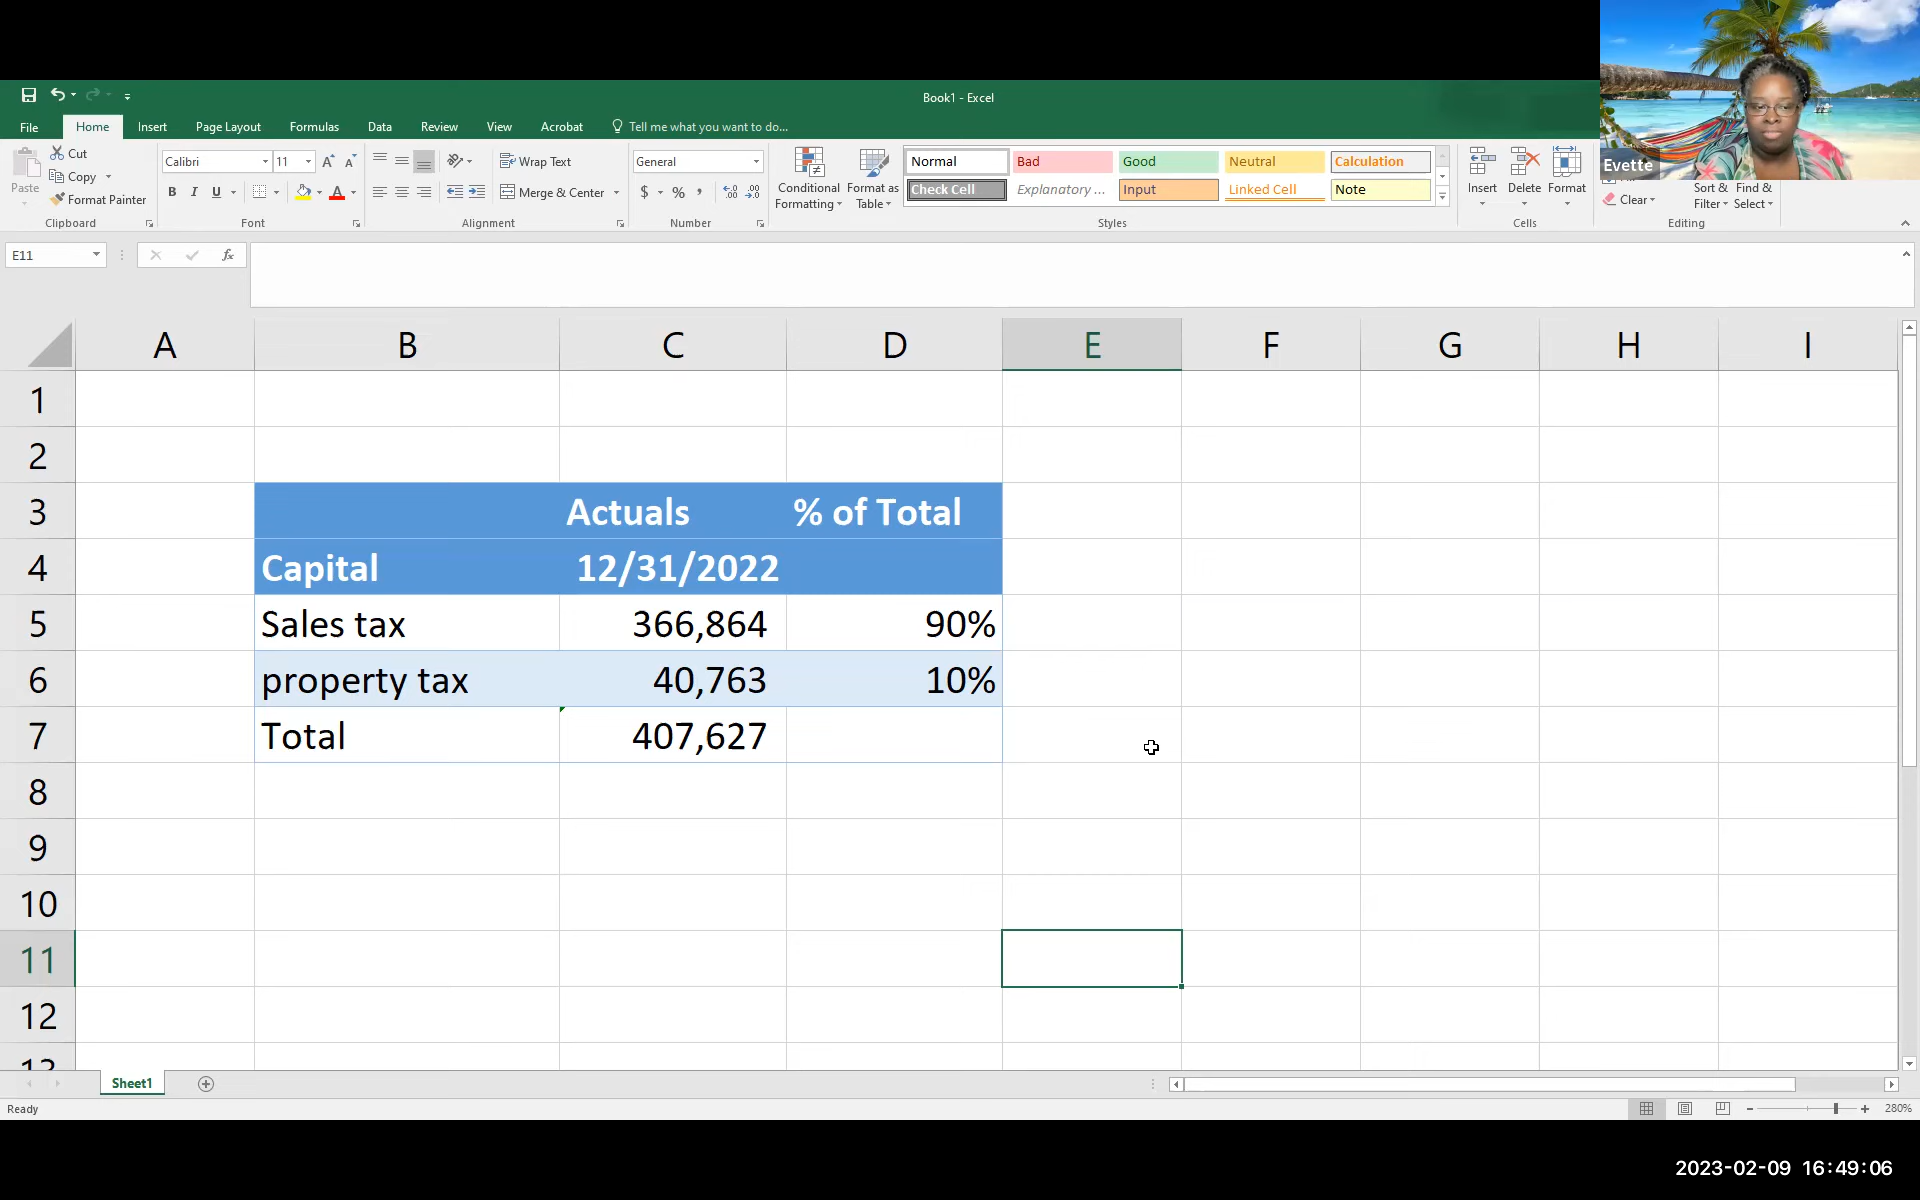 Book1 - Excel
File Home Insert Page Layout Formulas Data Review View Acrobat Tell me what you want to do...
Evette
Paste
Cut
Copy
Format Painter
Clipboard
Calibri 11
B I U
Font
Wrap Text
Merge & Center
Alignment
General
$ % ,
Number
Conditional Formatting
Format as Table
Normal Bad Good Neutral Calculation
Check Cell Explanatory ... Input Linked Cell Note
Styles
Insert Delete Format
Cells
Clear
Sort & Filter
Find & Select
Editing
E11
fx
A B C D E F G H I
1
2
3 Actuals % of Total
4 Capital 12/31/2022
5 Sales tax 366,864 90%
6 property tax 40,763 10%
7 Total 407,627
8
9
10
11
12
13
Sheet1
Ready
280%
2023-02-09 16:49:06